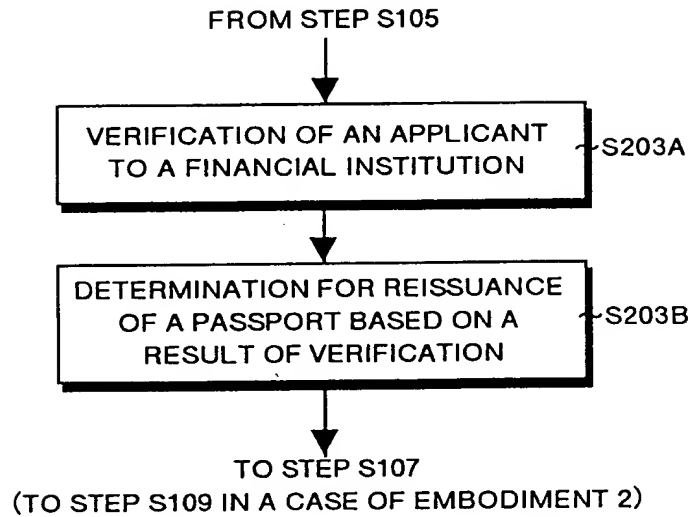 FROM STEP S105
VERIFICATION OF AN APPLICANT
TO A FINANCIAL INSTITUTION
S203A
DETERMINATION FOR REISSUANCE
OF A PASSPORT BASED ON A
RESULT OF VERIFICATION
S203B
TO STEP S107
(TO STEP S109 IN A CASE OF EMBODIMENT 2)